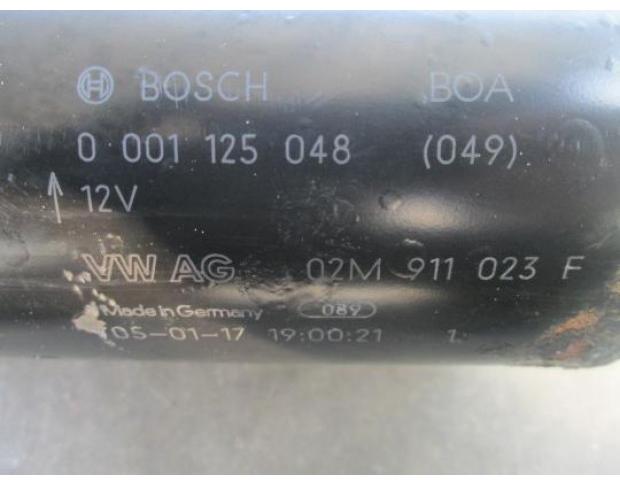 BOSCH BOA
0 001 125 048 (049)
↑ 12V
VW AG 02M 911 023 F
Made in Germany 089
05-01-17 19:00:21